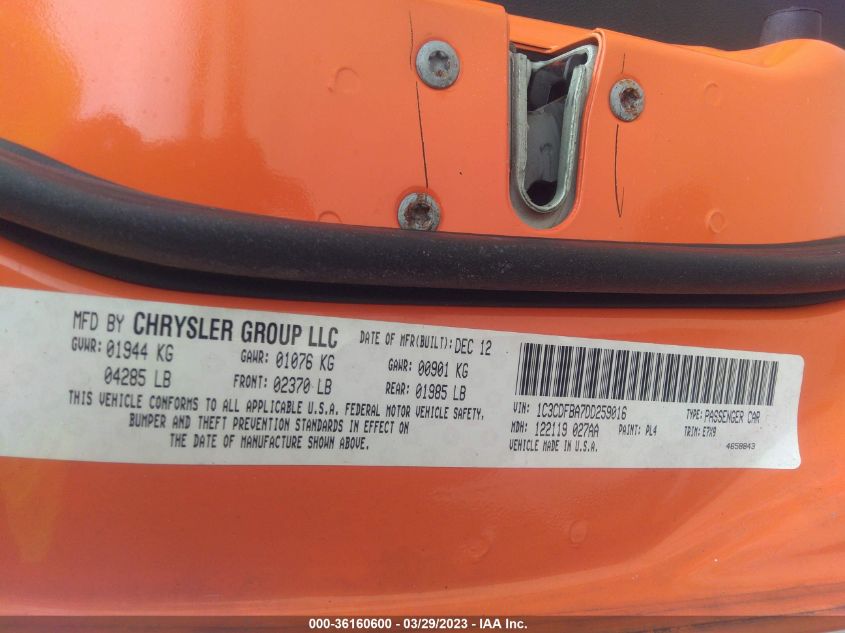 MFD BY CHRYSLER GROUP LLC DATE OF MFR(BUILT): DEC 12
GVWR: 01944 KG GAWR: 01076 KG GAWR: 00901 KG
04285 LB FRONT: 02370 LB REAR: 01985 LB
THIS VEHICLE CONFORMS TO ALL APPLICABLE U.S.A. FEDERAL MOTOR VEHICLE SAFETY,
BUMPER AND THEFT PREVENTION STANDARDS IN EFFECT ON
THE DATE OF MANUFACTURE SHOWN ABOVE.
VIN: 1C3CDFBA7DD259016 TYPE: PASSENGER CAR
MDH: 122119 027AA PAINT: PL4 TRIM: E7X9
VEHICLE MADE IN U.S.A. 4658843
000-36160600 — 03/29/2023 — IAA Inc.